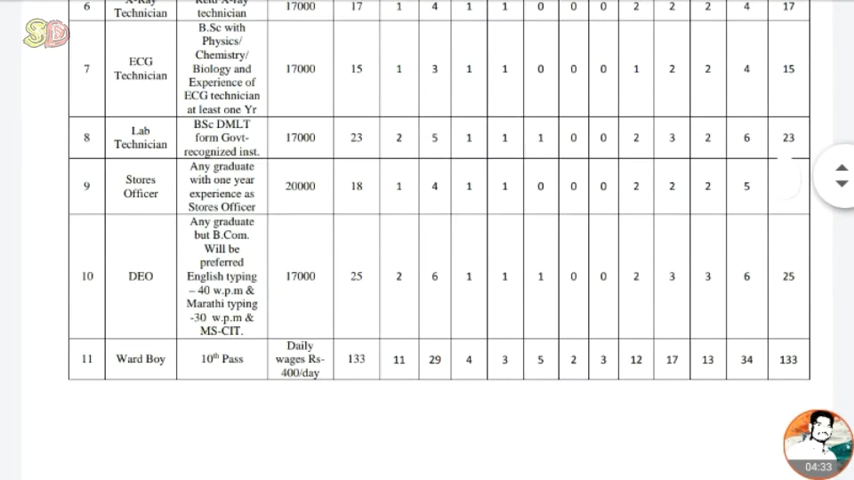 SD
6 X-Ray Technician technician 17000 17 1 4 1 1 0 0 0 2 2 2 4 17
7 ECG Technician B.Sc with Physics/ Chemistry/ Biology and Experience of ECG technician at least one Yr 17000 15 1 3 1 1 0 0 0 1 2 2 4 15
8 Lab Technician BSc DMLT form Govt- recognized inst. 17000 23 2 5 1 1 1 0 0 2 3 2 6 23
9 Stores Officer Any graduate with one year experience as Stores Officer 20000 18 1 4 1 1 0 0 0 2 2 2 5
10 DEO Any graduate but B.Com. Will be preferred English typing – 40 w.p.m & Marathi typing -30 w.p.m & MS-CIT. 17000 25 2 6 1 1 1 0 0 2 3 3 6 25
11 Ward Boy 10th Pass Daily wages Rs- 400/day 133 11 29 4 3 5 2 3 12 17 13 34 133
04:33